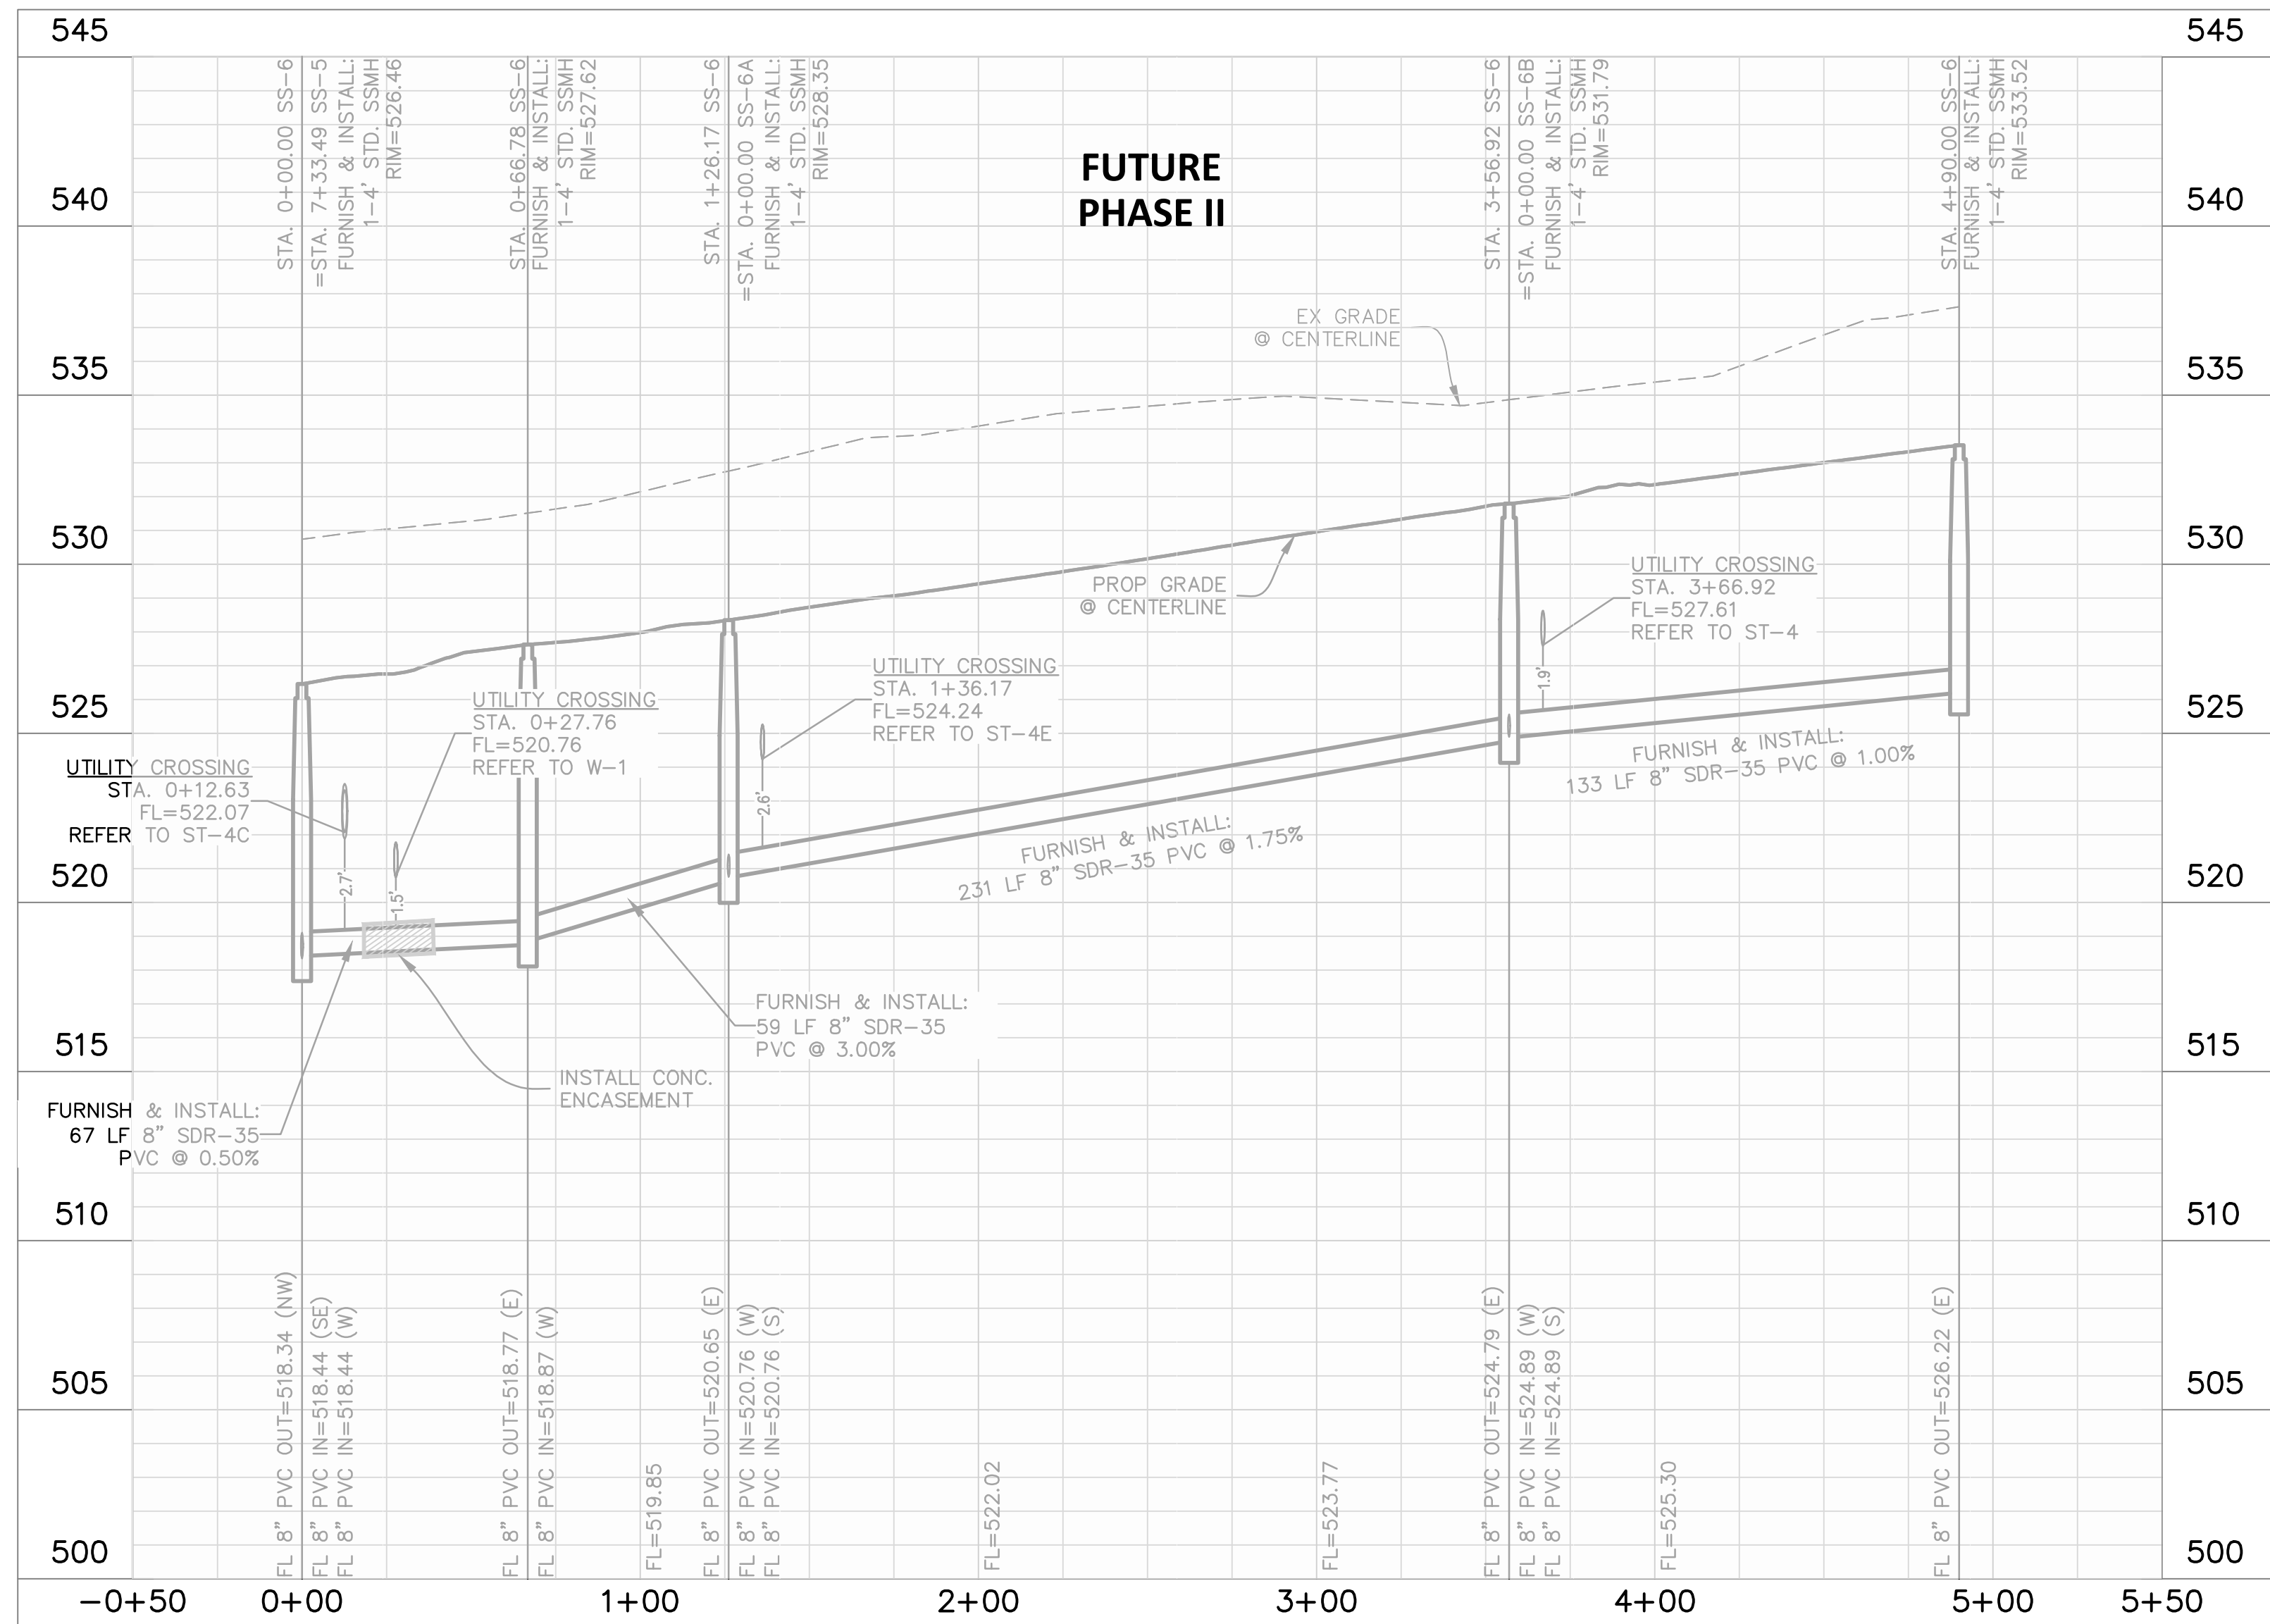 545
545
540
540
535
535
530
530
525
525
520
520
515
515
510
510
505
505
500
500
STA. 0+00.00 SS-6
=STA. 7+33.49 SS-5
FURNISH & INSTALL:
1-4' STD. SSMH
RIM=526.46
STA. 0+66.78 SS-6
FURNISH & INSTALL:
1-4' STD. SSMH
RIM=527.62
STA. 1+26.17 SS-6
=STA. 0+00.00 SS-6A
FURNISH & INSTALL:
1-4' STD. SSMH
RIM=528.35
FUTURE
PHASE II
STA. 3+56.92 SS-6
=STA. 0+00.00 SS-6B
FURNISH & INSTALL:
1-4' STD. SSMH
RIM=531.79
STA. 4+90.00 SS-6
FURNISH & INSTALL:
1-4' STD. SSMH
RIM=533.52
EX GRADE
@ CENTERLINE
PROP GRADE
@ CENTERLINE
UTILITY CROSSING
STA. 3+66.92
FL=527.61
REFER TO ST-4
1.9'
UTILITY CROSSING
STA. 1+36.17
FL=524.24
REFER TO ST-4E
2.6'
UTILITY CROSSING
STA. 0+27.76
FL=520.76
REFER TO W-1
1.5'
UTILITY CROSSING
STA. 0+12.63
FL=522.07
REFER TO ST-4C
2.7'
FURNISH & INSTALL:
133 LF 8" SDR-35 PVC @ 1.00%
FURNISH & INSTALL:
231 LF 8" SDR-35 PVC @ 1.75%
FURNISH & INSTALL:
59 LF 8" SDR-35
PVC @ 3.00%
INSTALL CONC.
ENCASEMENT
FURNISH & INSTALL:
67 LF 8" SDR-35
PVC @ 0.50%
FL 8" PVC OUT=518.34 (NW)
FL 8" PVC IN=518.44 (SE)
FL 8" PVC IN=518.44 (W)
FL 8" PVC OUT=518.77 (E)
FL 8" PVC IN=518.87 (W)
FL=519.85
FL 8" PVC OUT=520.65 (E)
FL 8" PVC IN=520.76 (W)
FL 8" PVC IN=520.76 (S)
FL=522.02
FL=523.77
FL 8" PVC OUT=524.79 (E)
FL 8" PVC IN=524.89 (W)
FL 8" PVC IN=524.89 (S)
FL=525.30
FL 8" PVC OUT=526.22 (E)
-0+50 0+00 1+00 2+00 3+00 4+00 5+00 5+50